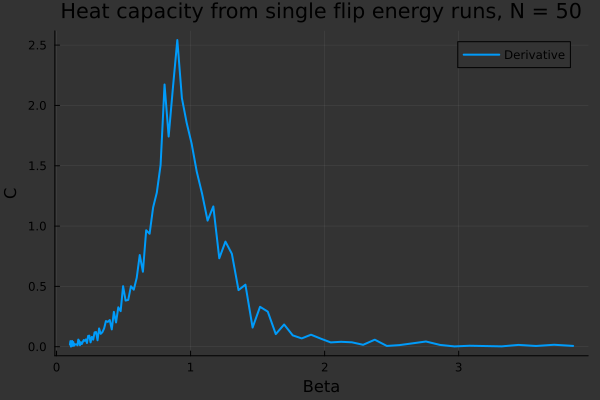 Heat capacity from single flip energy runs, N = 50
Derivative
2.5
2.0
1.5
1.0
0.5
0.0
C
0 1 2 3
Beta